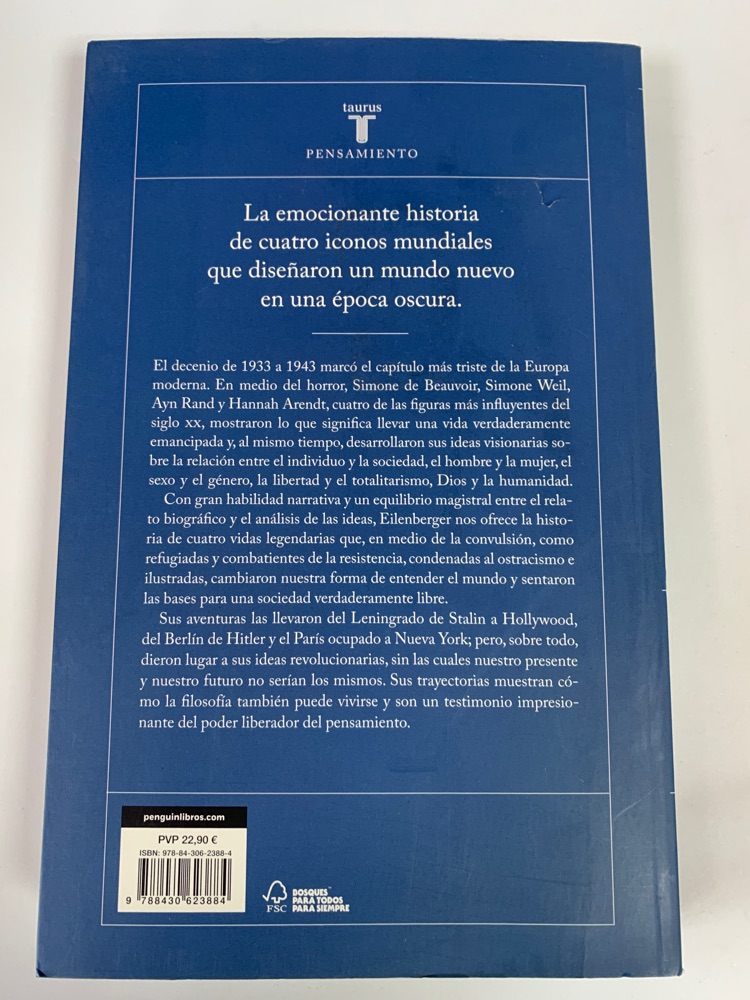 taurus
T
PENSAMIENTO
La emocionante historia
de cuatro iconos mundiales
que diseñaron un mundo nuevo
en una época oscura.
El decenio de 1933 a 1943 marcó el capítulo más triste de la Europa
moderna. En medio del horror, Simone de Beauvoir, Simone Weil,
Ayn Rand y Hannah Arendt, cuatro de las figuras más influyentes del
siglo XX, mostraron lo que significa llevar una vida verdaderamente
emancipada y, al mismo tiempo, desarrollaron sus ideas visionarias so-
bre la relación entre el individuo y la sociedad, el hombre y la mujer, el
sexo y el género, la libertad y el totalitarismo, Dios y la humanidad.
Con gran habilidad narrativa y un equilibrio magistral entre el rela-
to biográfico y el análisis de las ideas, Eilenberger nos ofrece la histo-
ria de cuatro vidas legendarias que, en medio de la convulsión, como
refugiadas y combatientes de la resistencia, condenadas al ostracismo e
ilustradas, cambiaron nuestra forma de entender el mundo y sentaron
las bases para una sociedad verdaderamente libre.
Sus aventuras las llevaron del Leningrado de Stalin a Hollywood,
del Berlín de Hitler y el París ocupado a Nueva York; pero, sobre todo,
dieron lugar a sus ideas revolucionarias, sin las cuales nuestro presente
y nuestro futuro no serían los mismos. Sus trayectorias muestran có-
mo la filosofía también puede vivirse y son un testimonio impresio-
nante del poder liberador del pensamiento.
penguinlibros.com
PVP 22,90 €
ISBN: 978-84-306-2388-4
9 788430 623884
FSC
BOSQUES™
PARA TODOS
PARA SIEMPRE